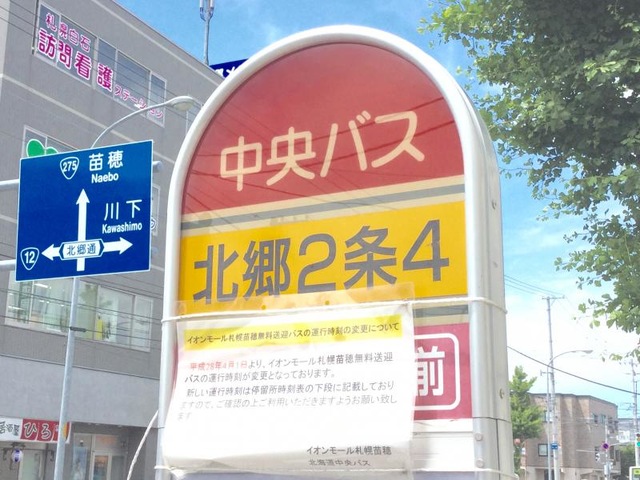 札幌白石
訪問看護ステーション
275
苗穂
Naebo
川下
Kawashimo
12
北郷通
中央バス
北郷2条4
前
イオンモール札幌苗穂無料送迎バスの運行時刻の変更について
平成28年4月1日より、イオンモール札幌苗穂無料送迎
バスの運行時刻が変更となっております。
新しい運行時刻は停留所時刻表の下段に記載しており
ますので、ご確認の上ご利用いただきますようお願い致し
ます
イオンモール札幌苗穂
北海道中央バス